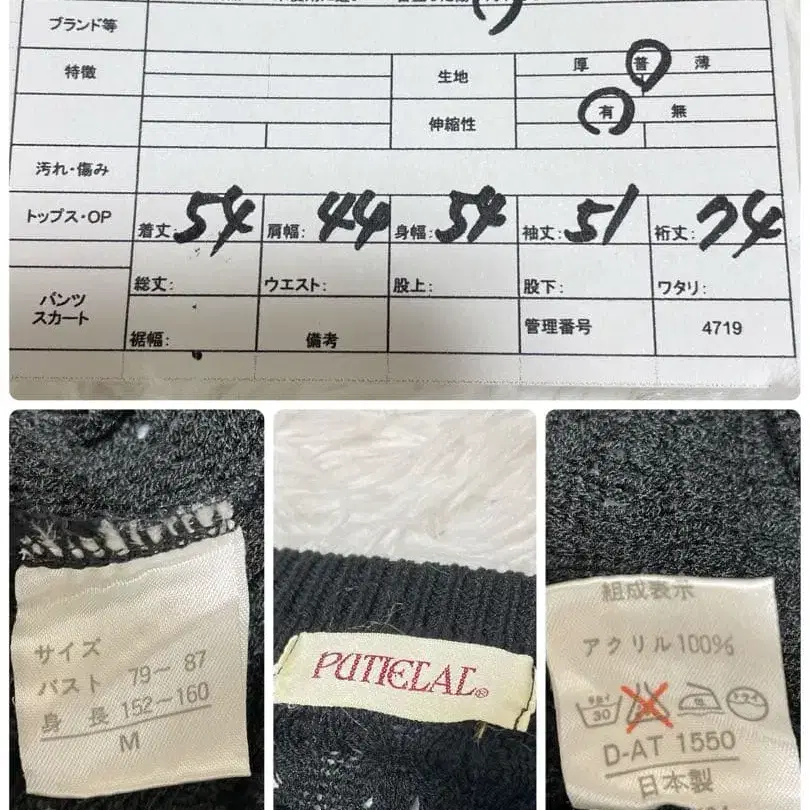 ブランド等
特徴
生地
厚 普 薄
伸縮性
有 無
汚れ・傷み
トップス・OP
着丈:54
肩幅:44
身幅:54
袖丈:51
裄丈:74
パンツ
スカート
総丈:
ウエスト:
股上:
股下:
ワタリ:
裾幅:
備考
管理番号
4719
サイズ
バスト 79~87
身長 152~160
M
PATIELAL®
組成表示
アクリル100%
30
ドライ
D-AT 1550
日本製